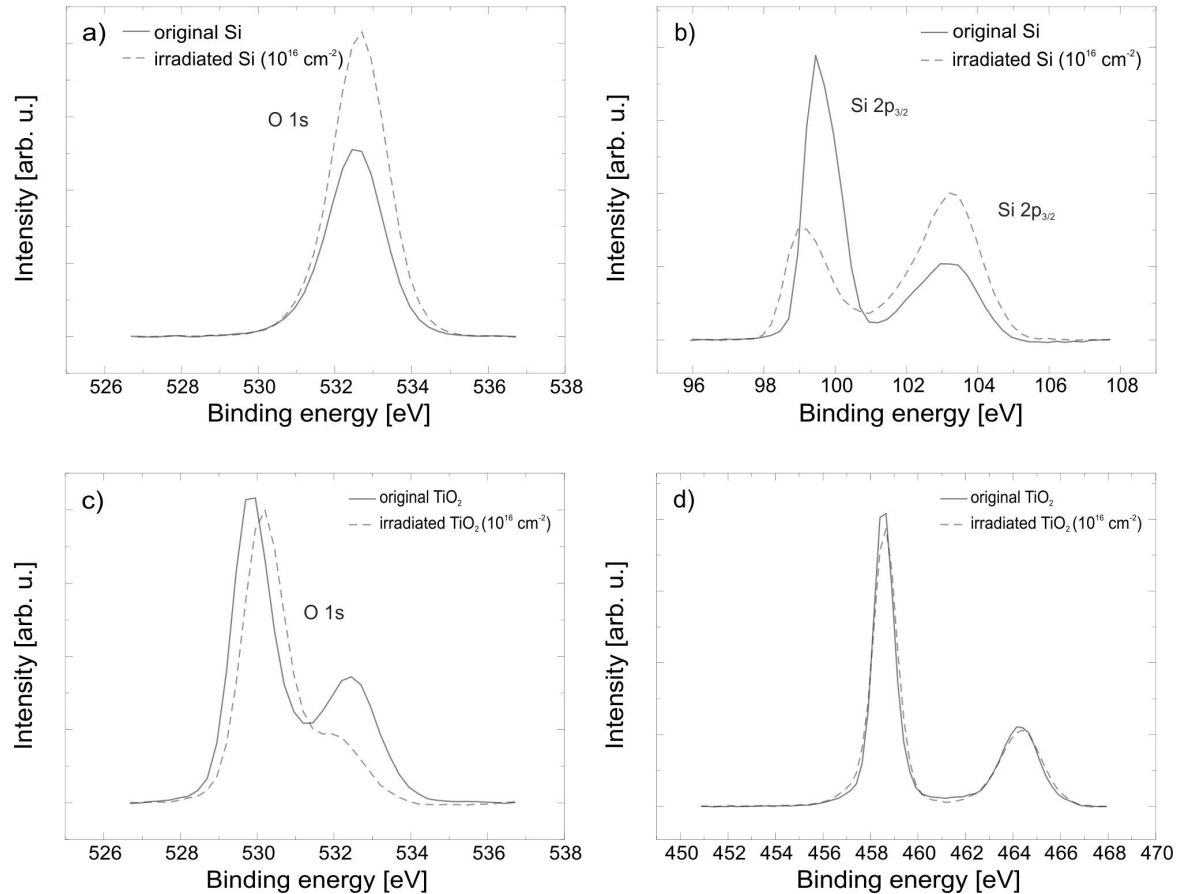 a)
original Si
irradiated Si (10¹⁶ cm⁻²)
O 1s
Intensity [arb. u.]
526 528 530 532 534 536 538
Binding energy [eV]
b)
original Si
irradiated Si (10¹⁶ cm⁻²)
Si 2p₃/₂
Si 2p₃/₂
Intensity [arb. u.]
96 98 100 102 104 106 108
Binding energy [eV]
c)
original TiO₂
irradiated TiO₂ (10¹⁶ cm⁻²)
O 1s
Intensity [arb. u.]
526 528 530 532 534 536 538
Binding energy [eV]
d)
original TiO₂
irradiated TiO₂ (10¹⁶ cm⁻²)
Intensity [arb. u.]
450 452 454 456 458 460 462 464 466 468 470
Binding energy [eV]